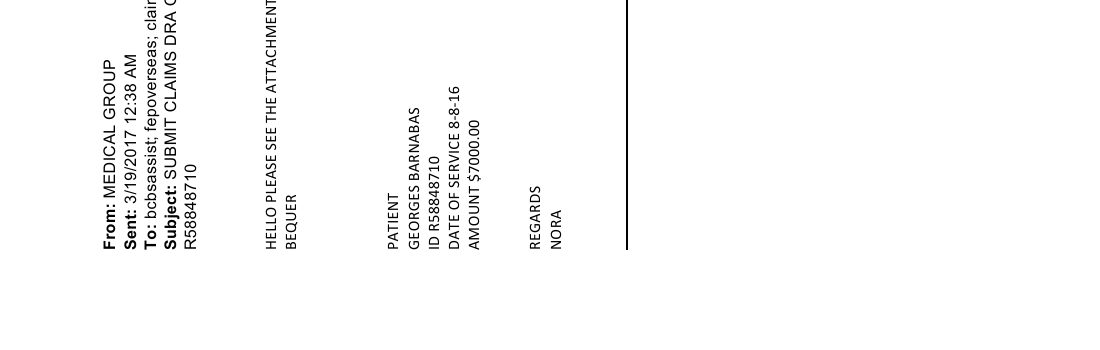 From: MEDICAL GROUP
Sent: 3/19/2017 12:38 AM
To: bcbsassist; fepoverseas;
Subject: SUBMIT CLAIMS DRA
R58848710
HELLO PLEASE SEE THE ATTACHMENT
BEQUER
PATIENT
GEORGES BARNABAS
ID R58848710
DATE OF SERVICE 8-8-16
AMOUNT $7000.00
REGARDS
NORA